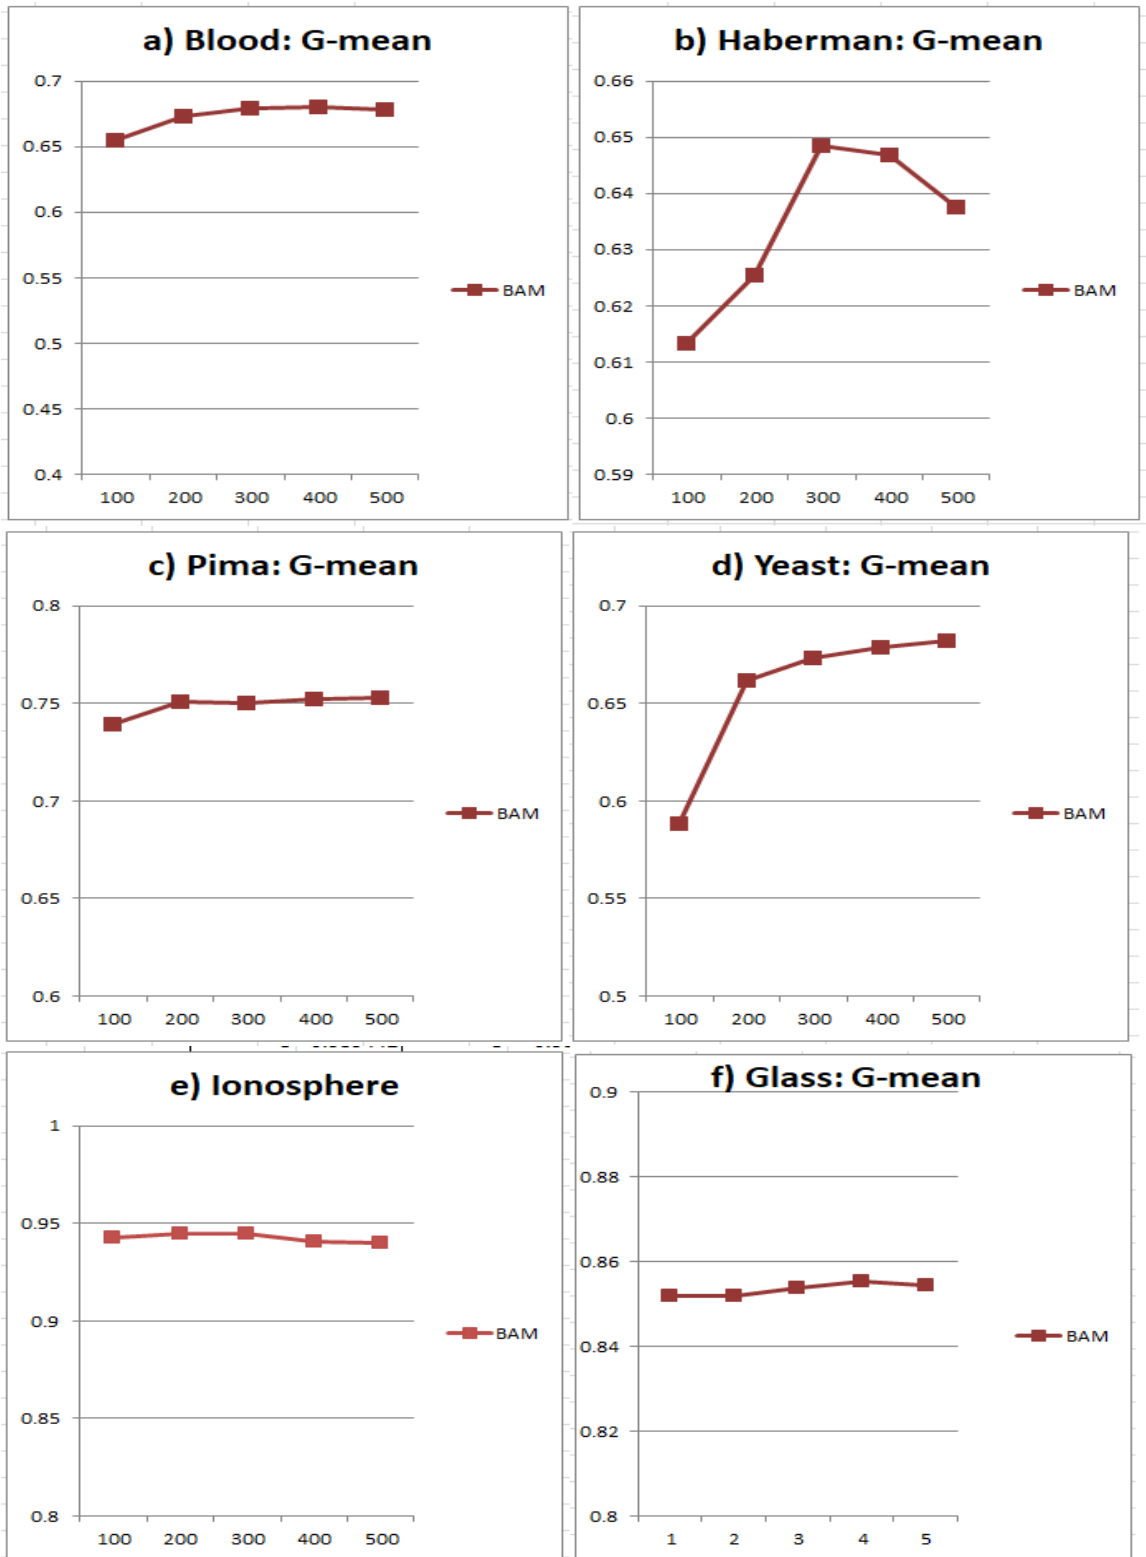 a) Blood: G-mean
0.7
0.65
0.6
0.55
0.5
0.45
0.4
100 200 300 400 500
BAM
b) Haberman: G-mean
0.66
0.65
0.64
0.63
0.62
0.61
0.6
0.59
100 200 300 400 500
BAM
c) Pima: G-mean
0.8
0.75
0.7
0.65
0.6
100 200 300 400 500
BAM
d) Yeast: G-mean
0.7
0.65
0.6
0.55
0.5
100 200 300 400 500
BAM
e) Ionosphere
1
0.95
0.9
0.85
0.8
100 200 300 400 500
BAM
f) Glass: G-mean
0.9
0.88
0.86
0.84
0.82
0.8
1 2 3 4 5
BAM